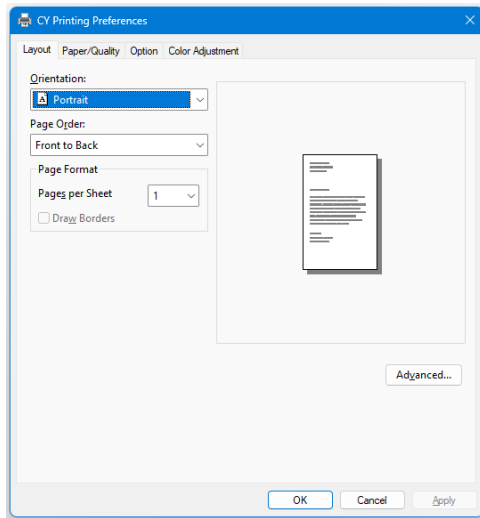 CY Printing Preferences
Layout Paper/Quality Option Color Adjustment
Orientation:
A Portrait
Page Order:
Front to Back
Page Format
Pages per Sheet 1
Draw Borders
Advanced...
OK Cancel Apply